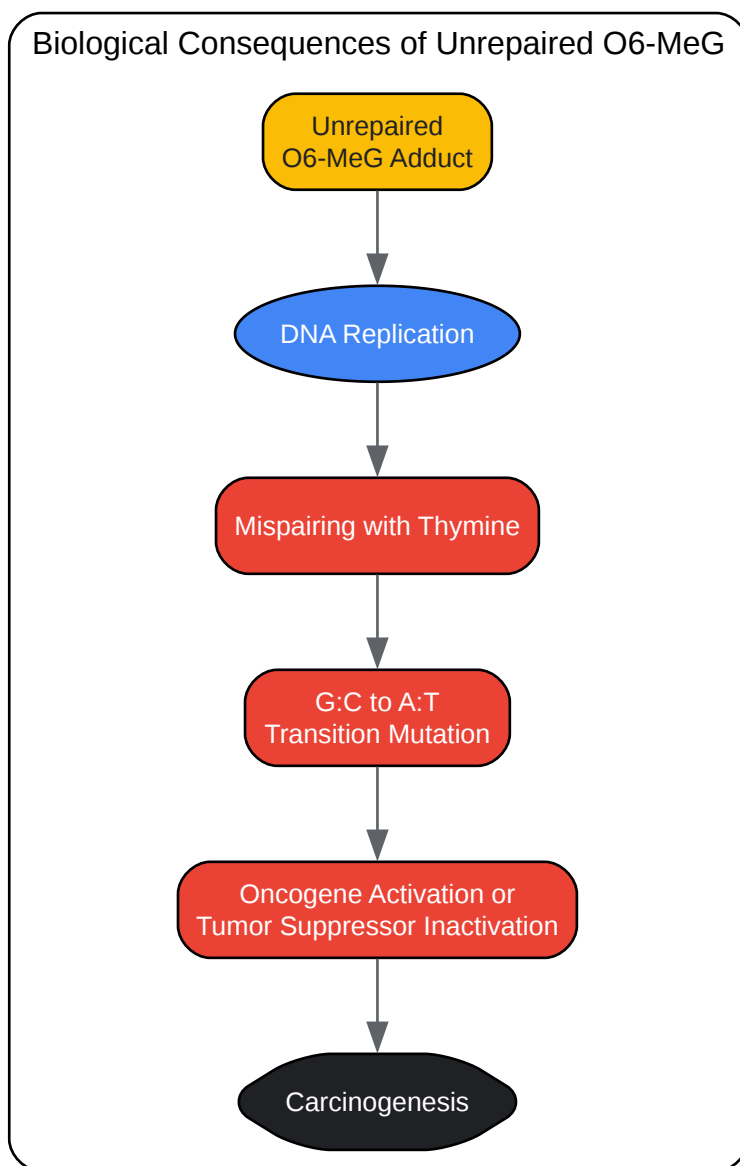 Biological Consequences of Unrepaired O6-MeG
Unrepaired
O6-MeG Adduct
DNA Replication
Mispairing with Thymine
G:C to A:T
Transition Mutation
Oncogene Activation or
Tumor Suppressor Inactivation
Carcinogenesis